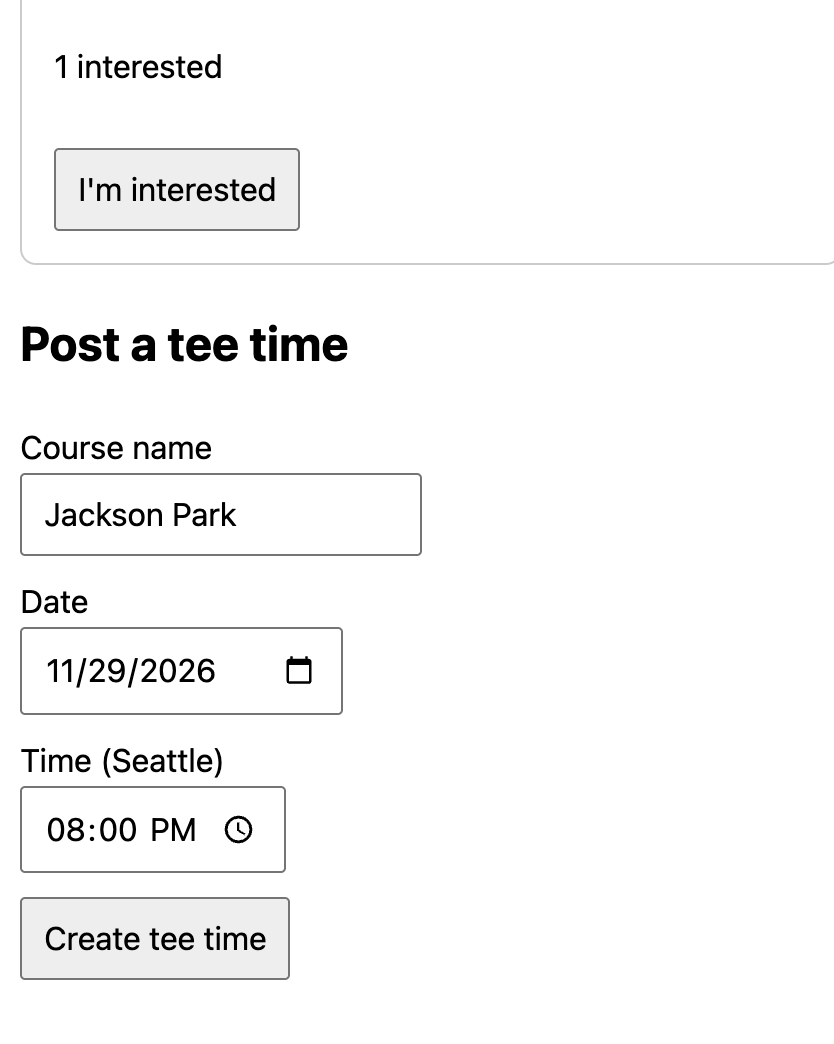 1 interested
I'm interested
Post a tee time
Course name
Jackson Park
Date
11/29/2026
Time (Seattle)
08:00 PM
Create tee time